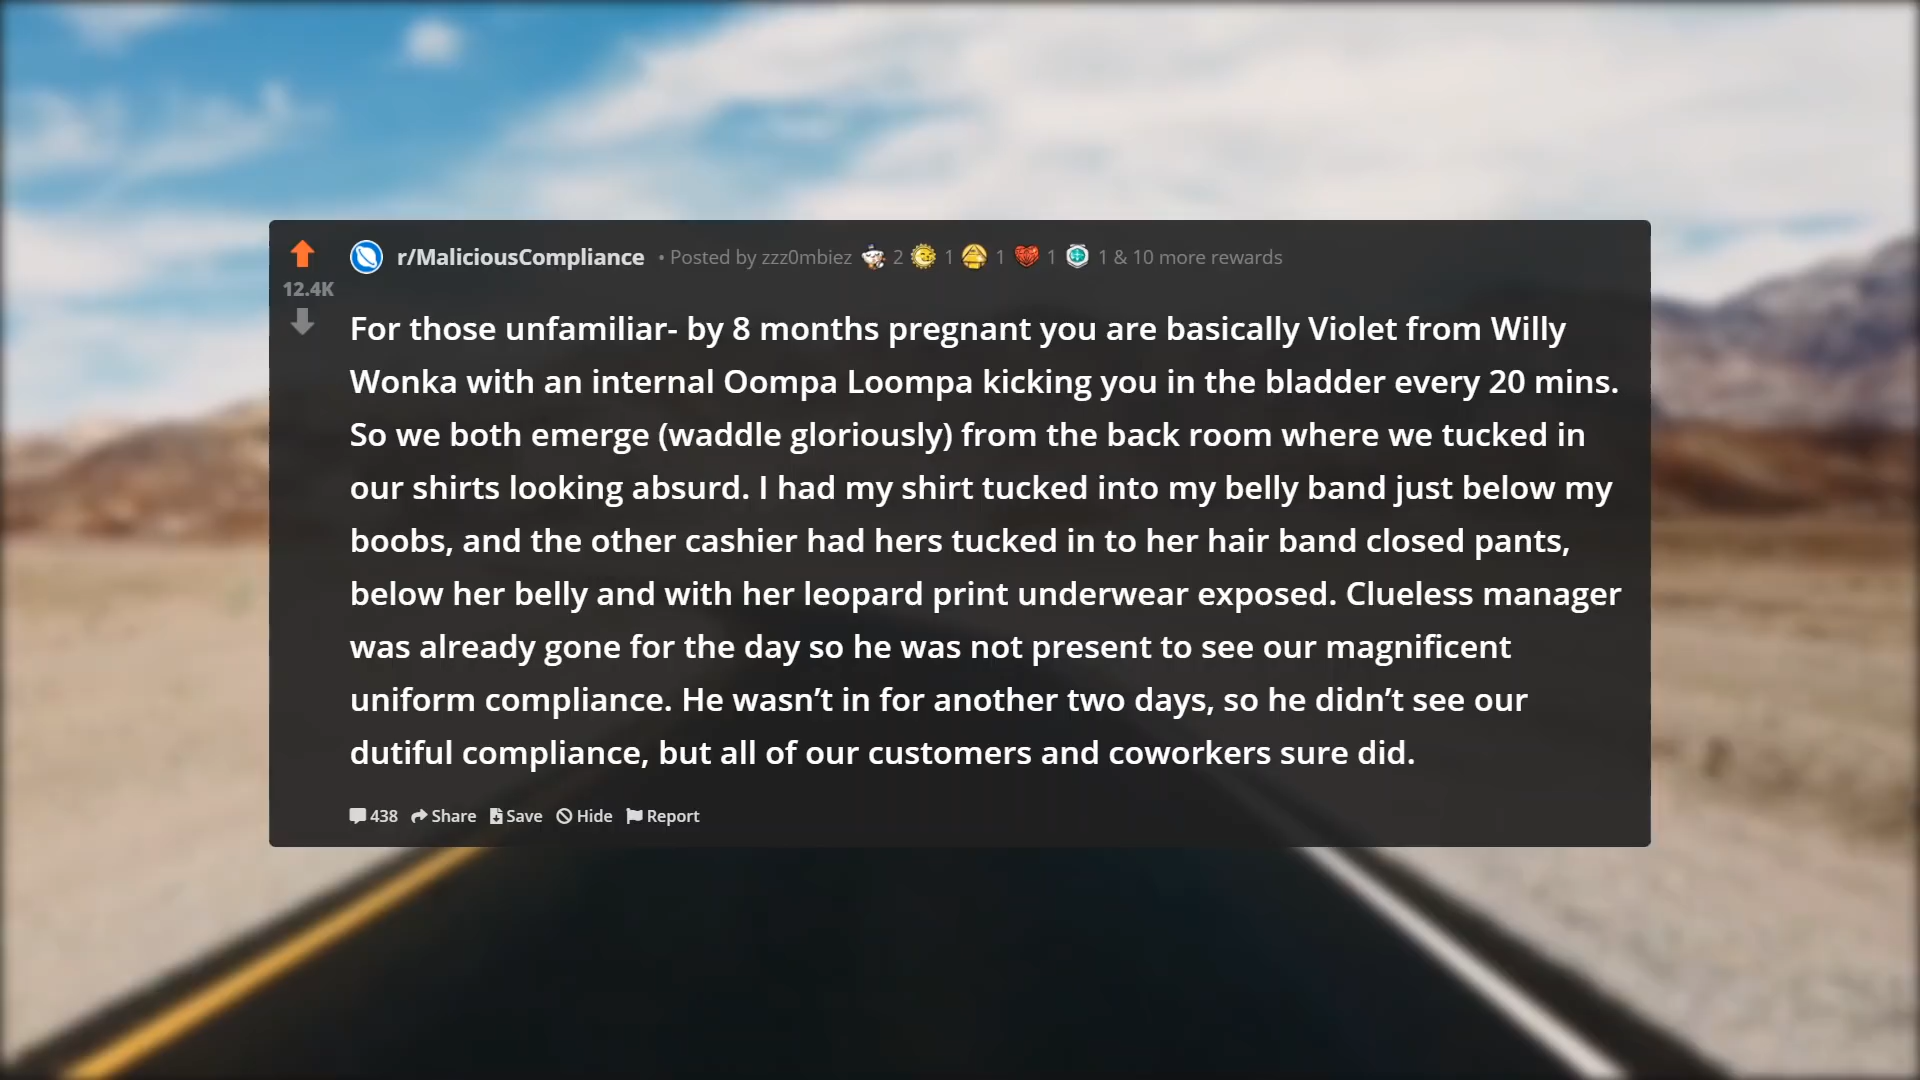 r/MaliciousCompliance • Posted by zzz0mbiez 2 1 1 1 1 & 10 more rewards
12.4K
For those unfamiliar- by 8 months pregnant you are basically Violet from Willy
Wonka with an internal Oompa Loompa kicking you in the bladder every 20 mins.
So we both emerge (waddle gloriously) from the back room where we tucked in
our shirts looking absurd. I had my shirt tucked into my belly band just below my
boobs, and the other cashier had hers tucked in to her hair band closed pants,
below her belly and with her leopard print underwear exposed. Clueless manager
was already gone for the day so he was not present to see our magnificent
uniform compliance. He wasn’t in for another two days, so he didn’t see our
dutiful compliance, but all of our customers and coworkers sure did.
438 Share Save Hide Report